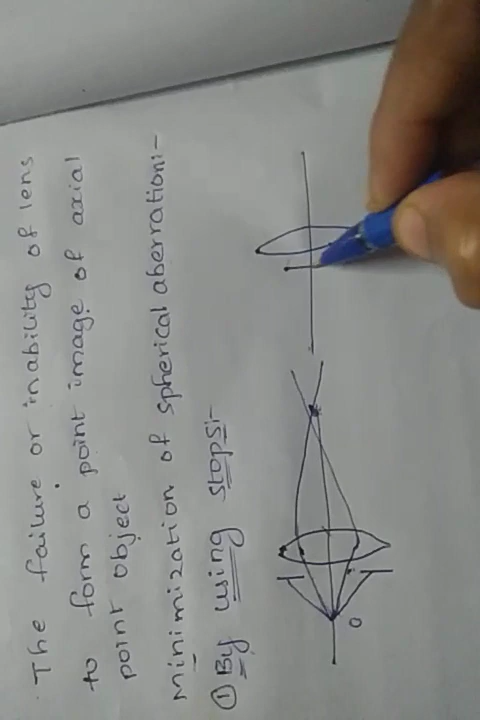 The failure or inability of lens
to form a point image of axial
point object
minimization of spherical aberration:-
① By using stops:-
O